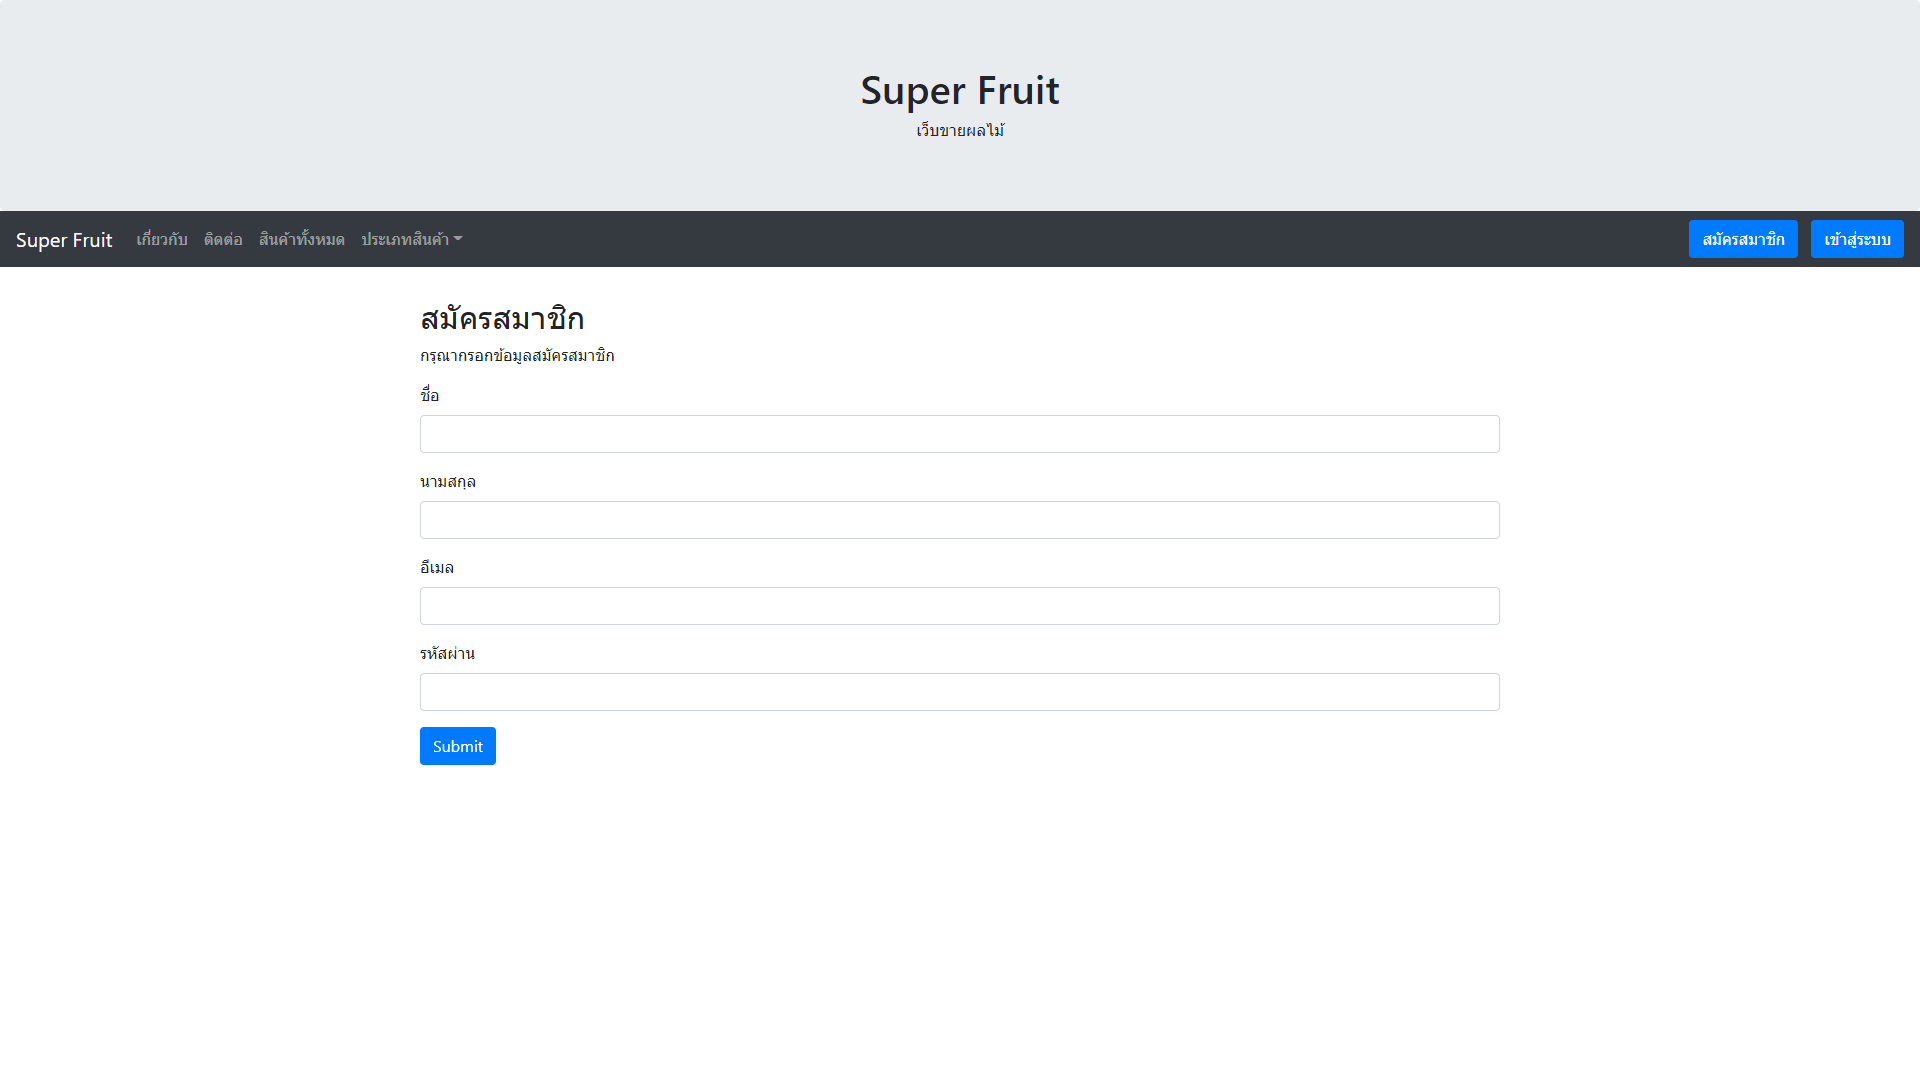 Super Fruit
เว็บขายผลไม้
Super Fruit เกี่ยวกับ ติดต่อ สินค้าทั้งหมด ประเภทสินค้า สมัครสมาชิก เข้าสู่ระบบ
สมัครสมาชิก
กรุณากรอกข้อมูลสมัครสมาชิก
ชื่อ
นามสกุล
อีเมล
รหัสผ่าน
Submit